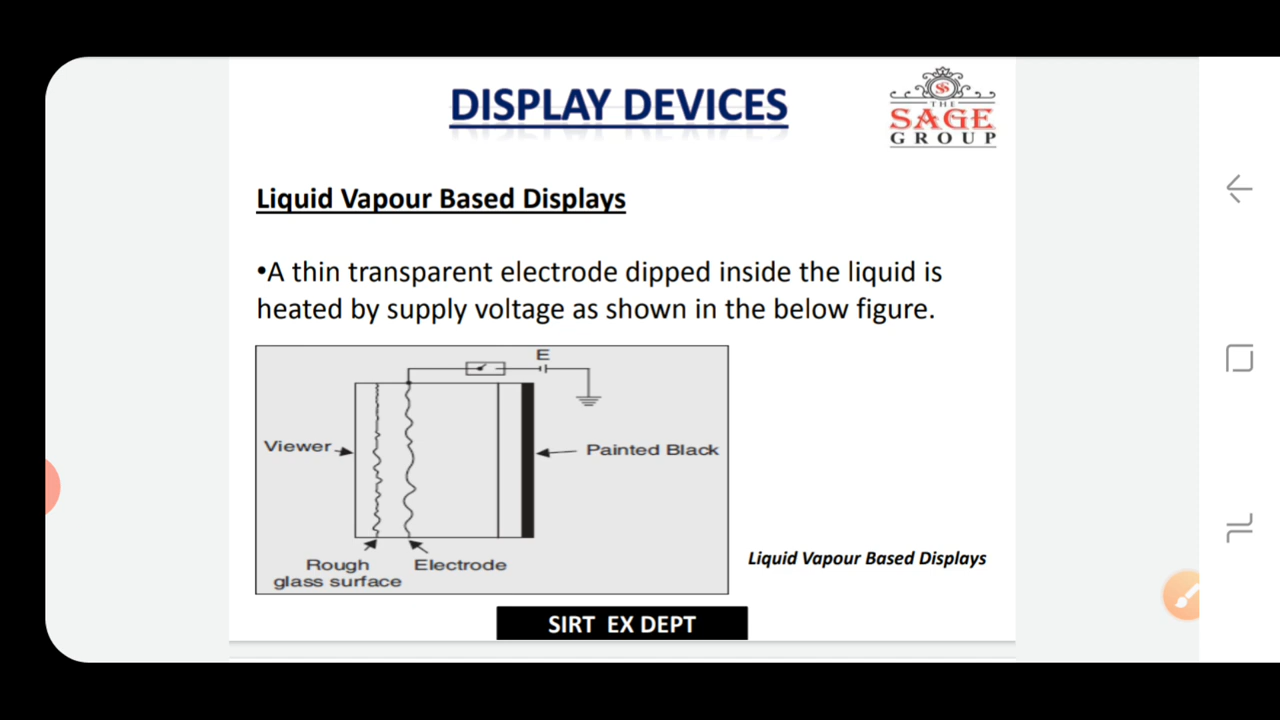 DISPLAY DEVICES
THE
SAGE
GROUP
Liquid Vapour Based Displays
•A thin transparent electrode dipped inside the liquid is
heated by supply voltage as shown in the below figure.
E
Viewer
Painted Black
Rough
glass surface
Electrode
Liquid Vapour Based Displays
SIRT EX DEPT